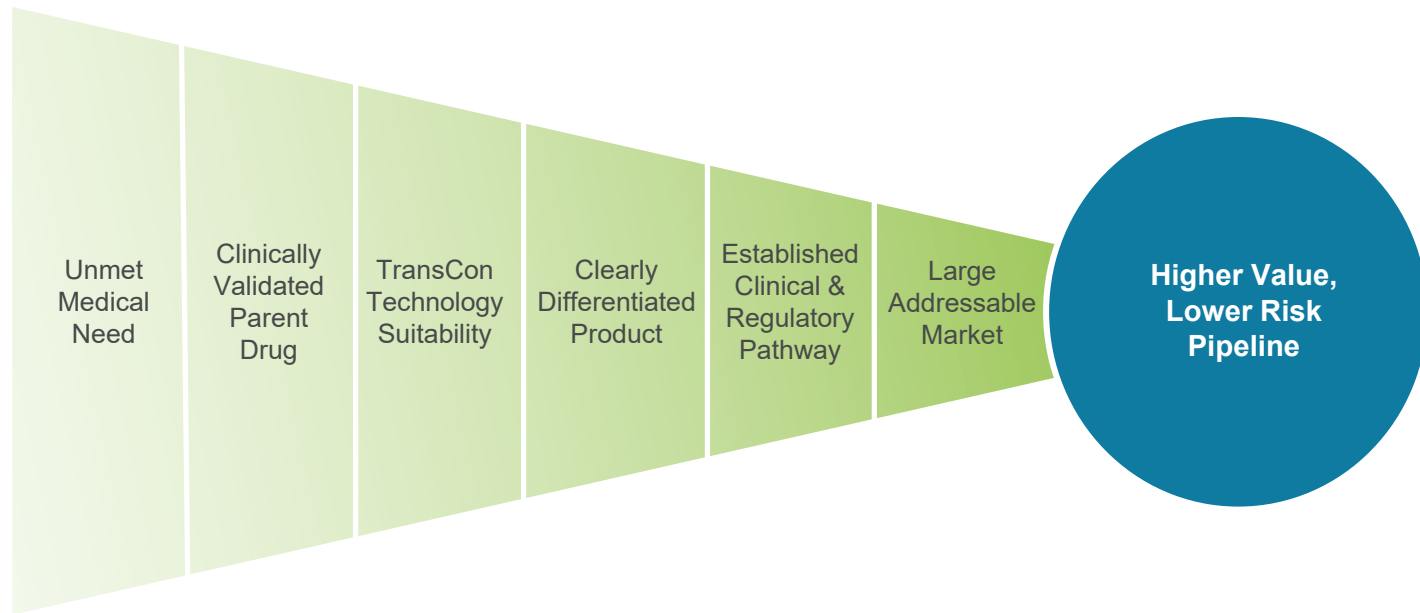 Unmet
Medical
Need
Clinically
Validated
Parent
Drug
TransCon
Technology
Suitability
Clearly
Differentiated
Product
Established
Clinical &
Regulatory
Pathway
Large
Addressable
Market
Higher Value,
Lower Risk
Pipeline